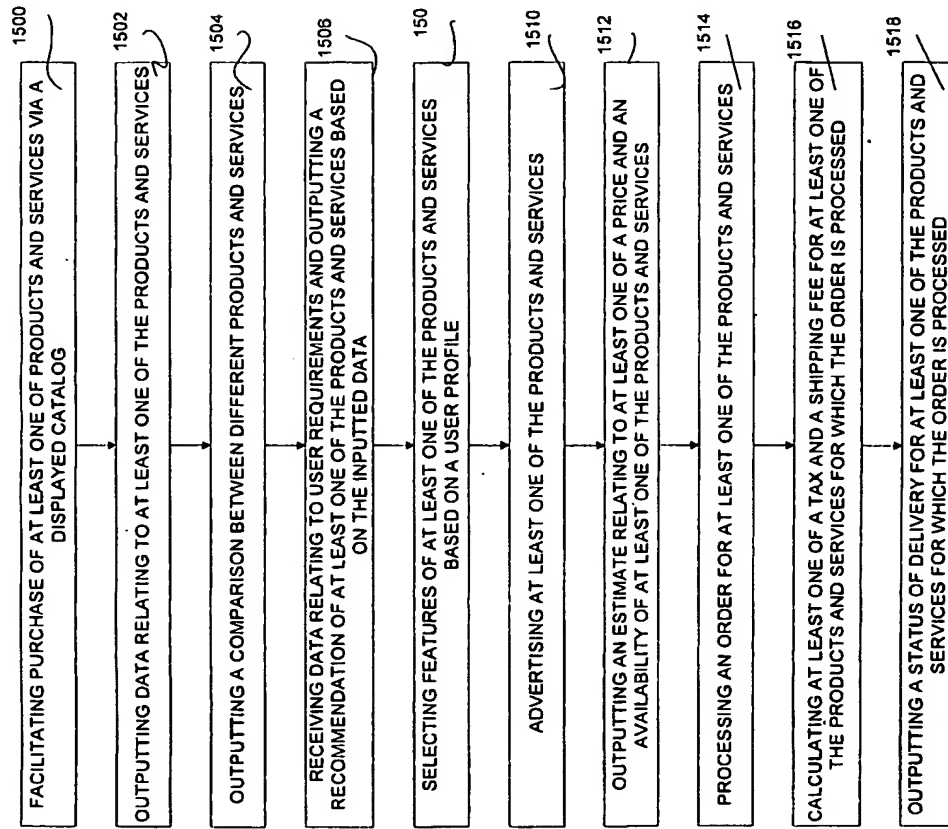 1500
FACILITATING PURCHASE OF AT LEAST ONE OF PRODUCTS AND SERVICES VIA A
DISPLAYED CATALOG
1502
OUTPUTTING DATA RELATING TO AT LEAST ONE OF THE PRODUCTS AND SERVICES
1504
OUTPUTTING A COMPARISON BETWEEN DIFFERENT PRODUCTS AND SERVICES
1506
RECEIVING DATA RELATING TO USER REQUIREMENTS AND OUTPUTTING A
RECOMMENDATION OF AT LEAST ONE OF THE PRODUCTS AND SERVICES BASED
ON THE INPUTTED DATA
150
SELECTING FEATURES OF AT LEAST ONE OF THE PRODUCTS AND SERVICES
BASED ON A USER PROFILE
1510
ADVERTISING AT LEAST ONE OF THE PRODUCTS AND SERVICES
1512
OUTPUTTING AN ESTIMATE RELATING TO AT LEAST ONE OF A PRICE AND AN
AVAILABILITY OF AT LEAST ONE OF THE PRODUCTS AND SERVICES
1514
PROCESSING AN ORDER FOR AT LEAST ONE OF THE PRODUCTS AND SERVICES
1516
CALCULATING AT LEAST ONE OF A TAX AND A SHIPPING FEE FOR AT LEAST ONE OF
THE PRODUCTS AND SERVICES FOR WHICH THE ORDER IS PROCESSED
1518
OUTPUTTING A STATUS OF DELIVERY FOR AT LEAST ONE OF THE PRODUCTS AND
SERVICES FOR WHICH THE ORDER IS PROCESSED